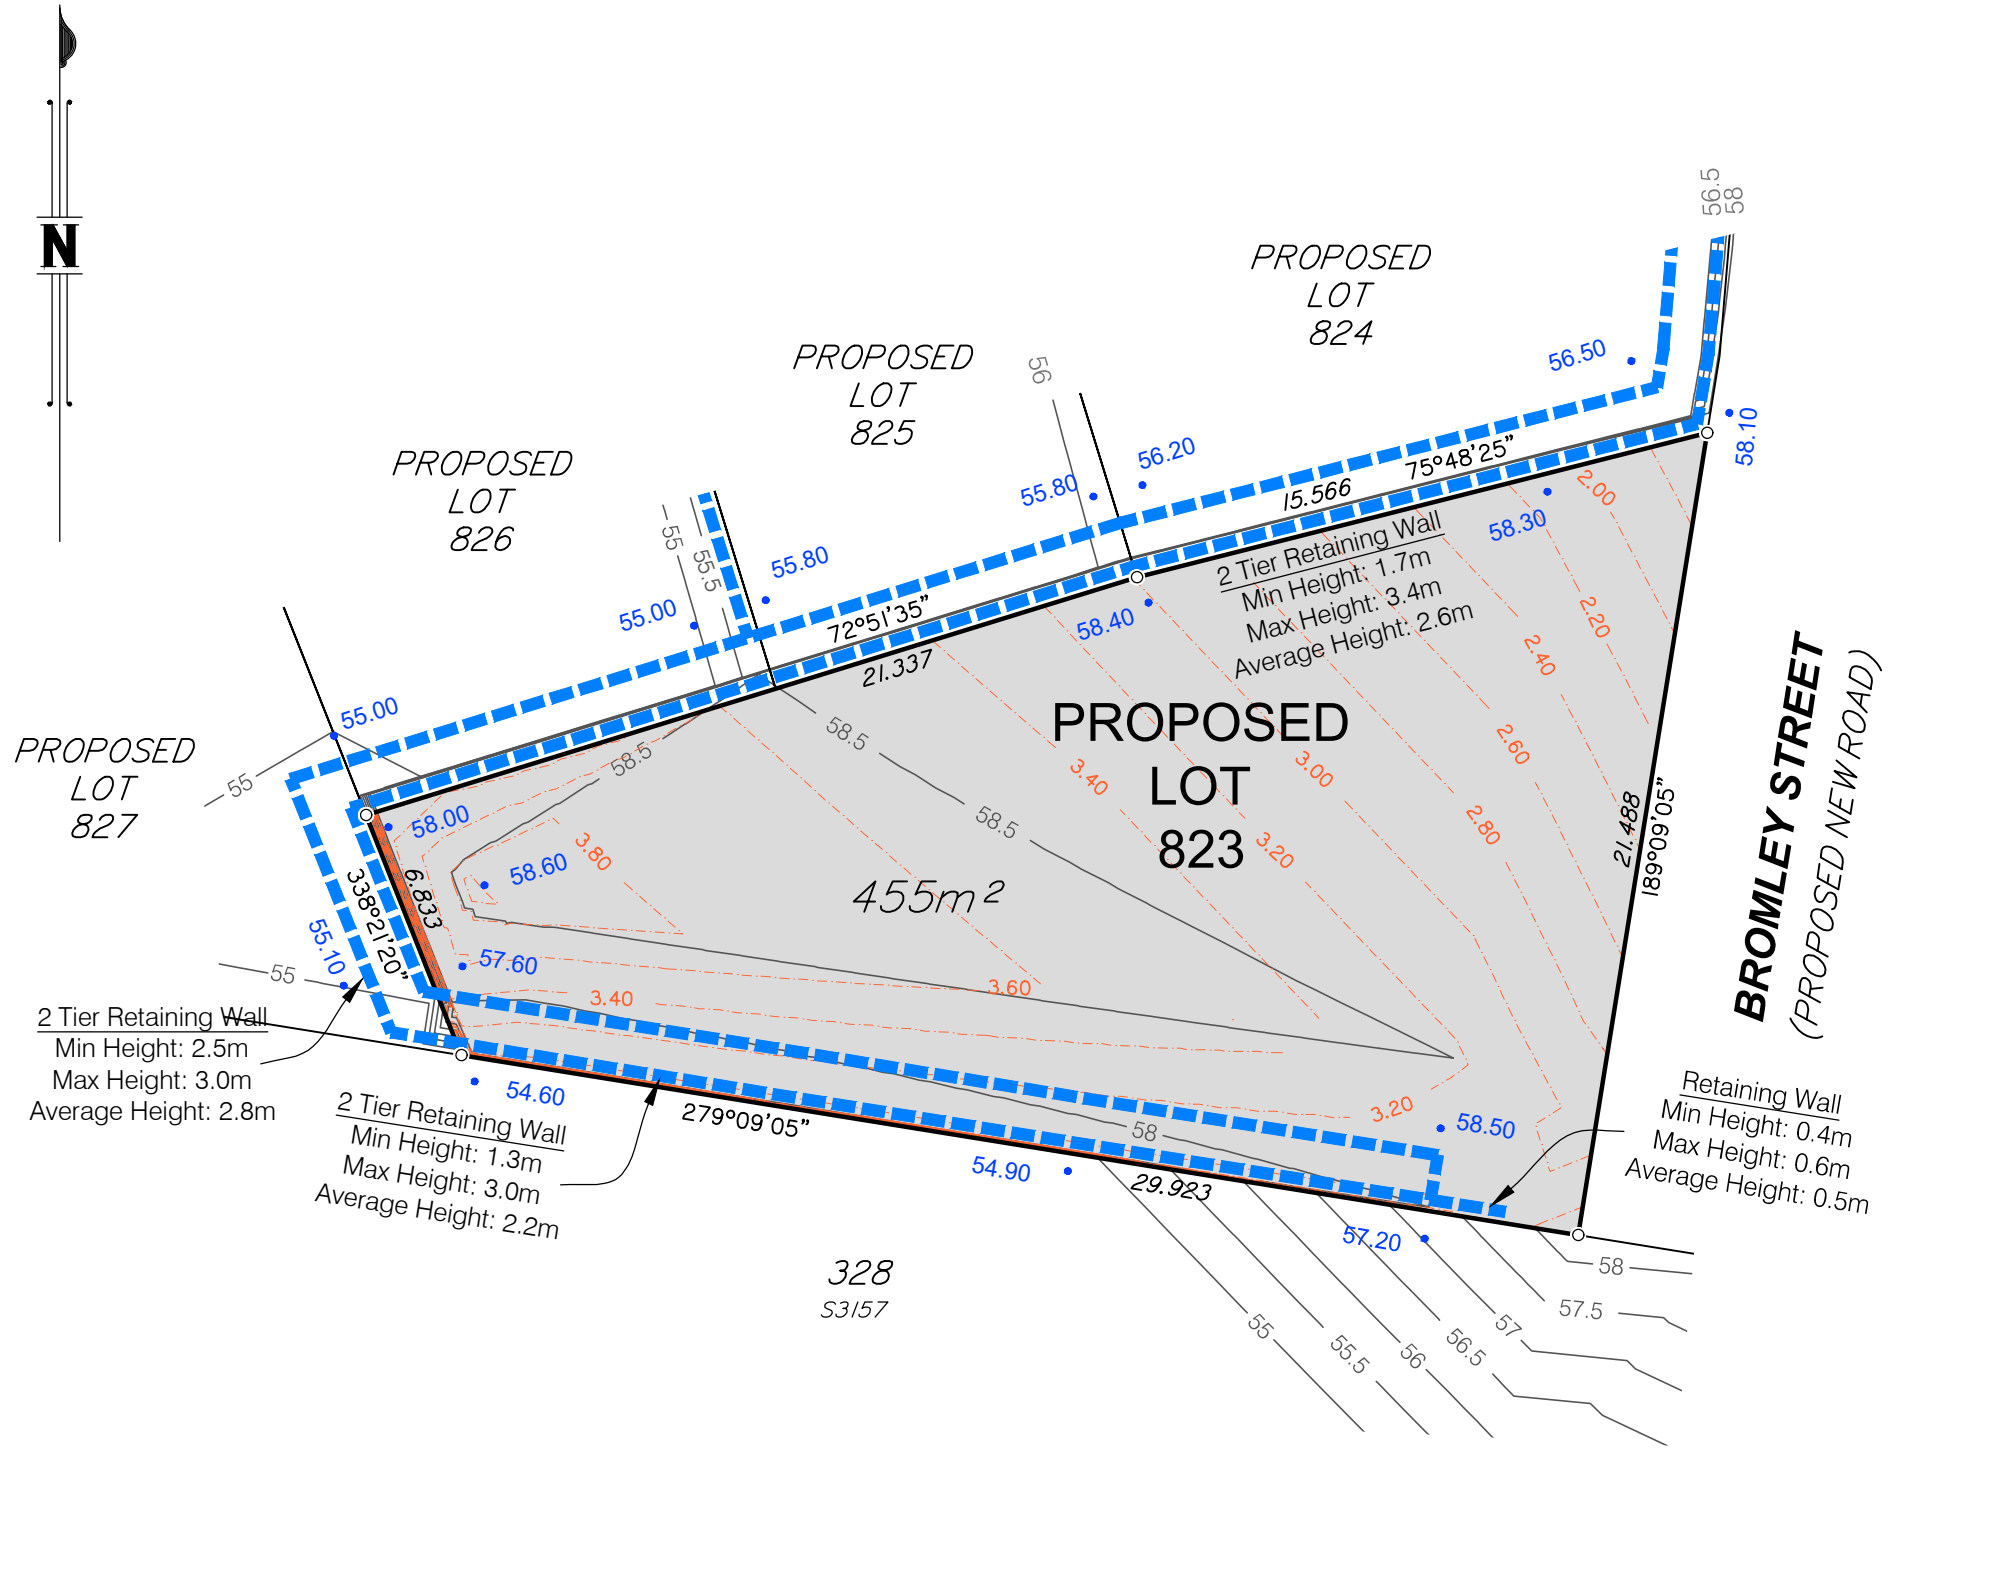 N
56.5
58
PROPOSED
LOT
824
56.50
PROPOSED
LOT
825
56
58.10
PROPOSED
LOT
826
56.20
55.80
75°48'25"
15.566
2.00
58.30
55
55.5
55.80
2 Tier Retaining Wall
Min Height: 1.7m
Max Height: 3.4m
Average Height: 2.6m
55.00
72°51'35"
21.337
58.40
2.20
2.40
55.00
PROPOSED
LOT
827
55
58.5
58.5
PROPOSED
LOT
823
3.40
3.00
2.60
58.00
58.5
3.20
2.80
21.488
189°09'05"
BROMLEY STREET
(PROPOSED NEW ROAD)
3.80
58.60
455m²
6.833
338°21'20"
55.10
55
57.60
3.40
3.60
2 Tier Retaining Wall
Min Height: 2.5m
Max Height: 3.0m
Average Height: 2.8m
54.60
2 Tier Retaining Wall
Min Height: 1.3m
Max Height: 3.0m
Average Height: 2.2m
279°09'05"
58
3.20
58.50
Retaining Wall
Min Height: 0.4m
Max Height: 0.6m
Average Height: 0.5m
54.90
29.923
57.20
328
S3157
58
57.5
57
56.5
56
55.5
55